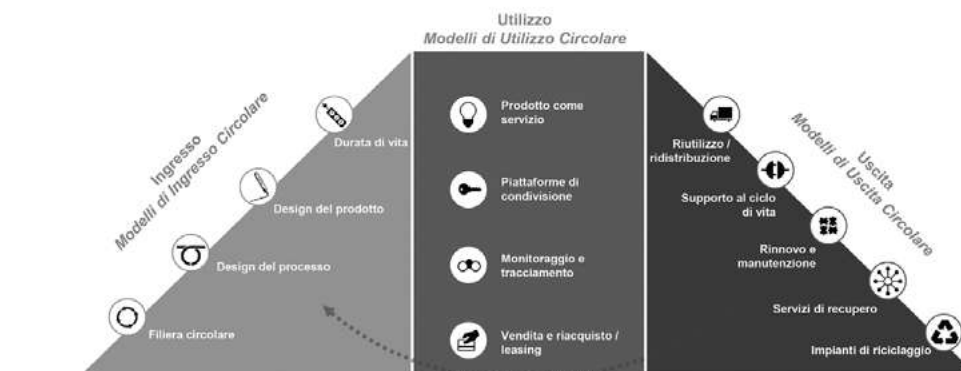 Utilizzo
Modelli di Utilizzo Circolare
Ingresso
Modelli di Ingresso Circolare
Durata di vita
Design del prodotto
Design del processo
Filiera circolare
Prodotto come
servizio
Piattaforme di
condivisione
Monitoraggio e
tracciamento
Vendita e riacquisto /
leasing
Uscita
Modelli di Uscita Circolare
Riutilizzo /
ridistribuzione
Supporto al ciclo
di vita
Rinnovo e
manutenzione
Servizi di recupero
Impianti di riciclaggio